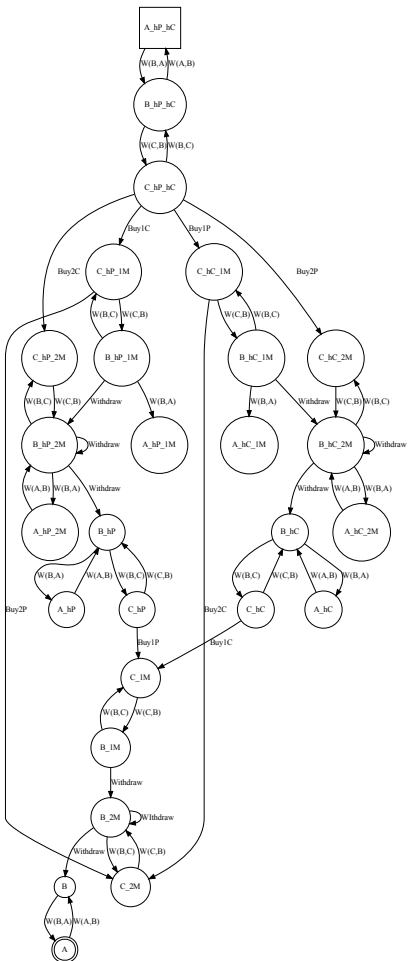 A_hP_hC
W(B,A) W(A,B)
B_hP_hC
W(C,B) W(B,C)
C_hP_hC
Buy2C Buy1C Buy1P Buy2P
C_hP_1M C_hC_1M
W(B,C) W(C,B) W(C,B) W(B,C)
C_hP_2M B_hP_1M B_hC_1M C_hC_2M
W(B,C) W(C,B) Withdraw W(B,A) W(B,A) Withdraw W(C,B) W(B,C)
B_hP_2M Withdraw A_hP_1M A_hC_1M B_hC_2M Withdraw
W(A,B) W(B,A) Withdraw Withdraw W(A,B) W(B,A)
A_hP_2M B_hP B_hC A_hC_2M
W(B,A) W(A,B) W(B,C) W(C,B) W(B,C) W(C,B) W(A,B) W(B,A)
A_hP C_hP C_hC A_hC
Buy2P Buy1P Buy2C Buy1C
C_1M
W(B,C) W(C,B)
B_1M
Withdraw
B_2M WIthdraw
Withdraw W(B,C) W(C,B)
B C_2M
W(B,A) W(A,B)
A